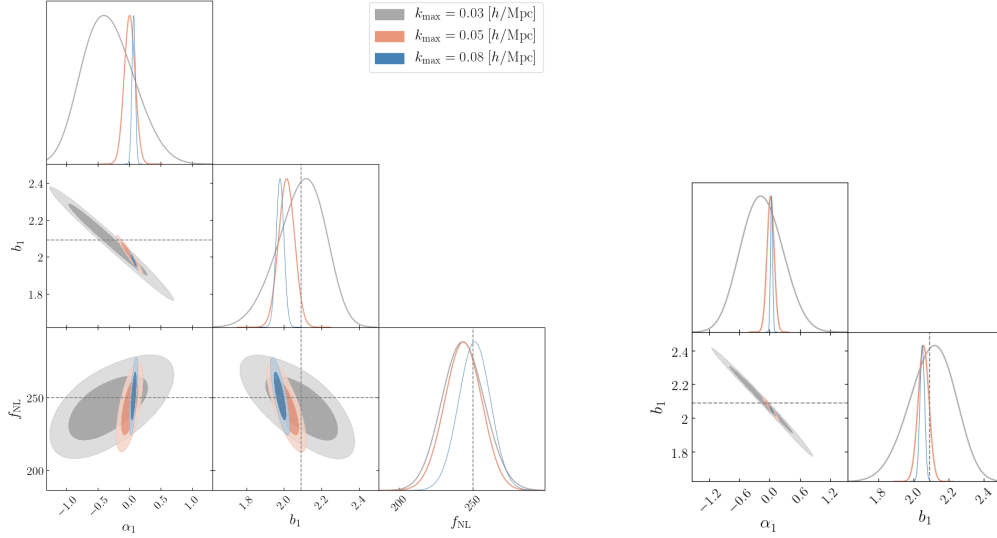 k_max = 0.03 [h/Mpc]
k_max = 0.05 [h/Mpc]
k_max = 0.08 [h/Mpc]
2.4
2.2
2.0
1.8
b_1
250
200
f_NL
−1.0 0.0 0.5 1.0
α_1
1.8 2.0 2.2
b_1
200 250
f_NL
2.4
2.2
2.0
1.8
b_1
−1.2 −0.6 0.0 0.6 1.2
α_1
1.8 2.0 2.2 2.4
b_1